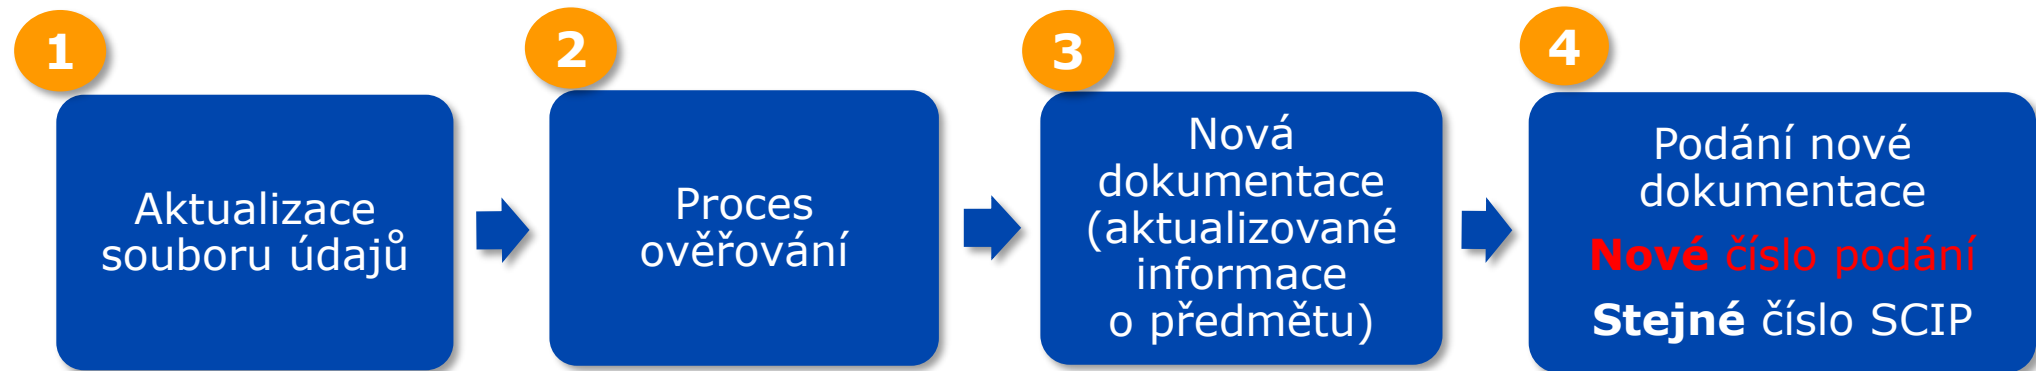 1
Aktualizace
souboru údajů
2
Proces
ověřování
3
Nová
dokumentace
(aktualizované
informace
o předmětu)
4
Podání nové
dokumentace
Nové číslo podání
Stejné číslo SCIP